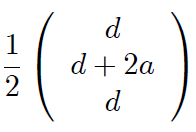 d
1/2 ( d + 2a )
d